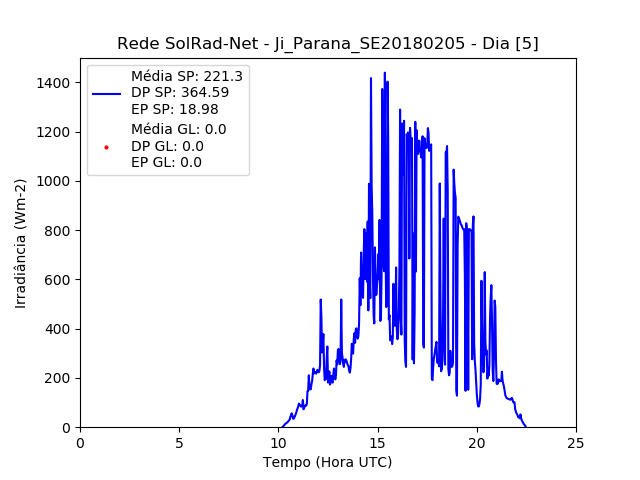 Rede SolRad-Net - Ji_Parana_SE20180205 - Dia [5]
Média SP: 221.3
DP SP: 364.59
EP SP: 18.98
Média GL: 0.0
DP GL: 0.0
EP GL: 0.0
Irradiância (Wm-2)
1400
1200
1000
800
600
400
200
0
0 5 10 15 20 25
Tempo (Hora UTC)